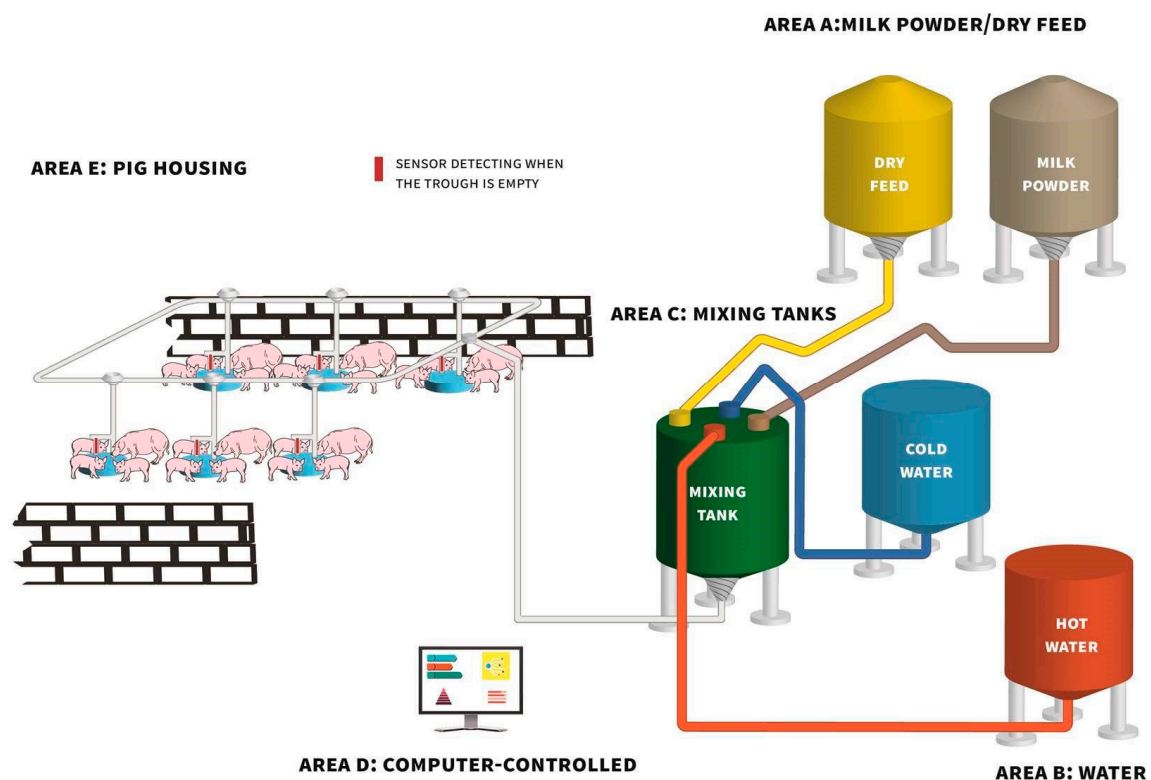 AREA A:MILK POWDER/DRY FEED
AREA E: PIG HOUSING
SENSOR DETECTING WHEN
THE TROUGH IS EMPTY
DRY
FEED
MILK
POWDER
AREA C: MIXING TANKS
COLD
WATER
MIXING
TANK
HOT
WATER
AREA D: COMPUTER-CONTROLLED
AREA B: WATER